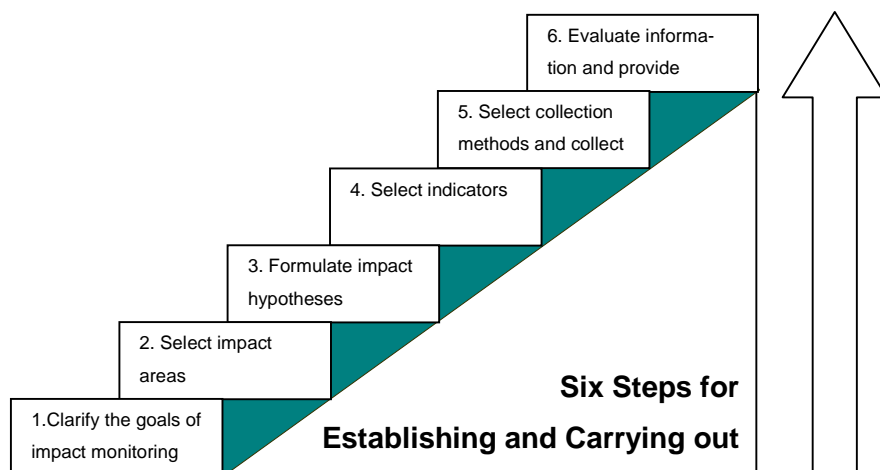 6. Evaluate informa-
tion and provide
5. Select collection
methods and collect
4. Select indicators
3. Formulate impact
hypotheses
2. Select impact
areas
1.Clarify the goals of
impact monitoring
Six Steps for
Establishing and Carrying out